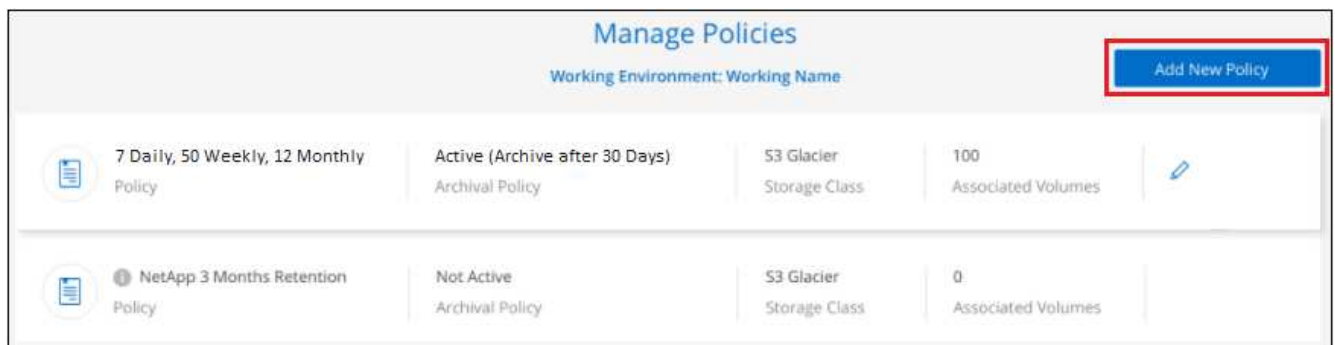 Manage Policies
Working Environment: Working Name
Add New Policy
7 Daily, 50 Weekly, 12 Monthly
Policy
Active (Archive after 30 Days)
Archival Policy
S3 Glacier
Storage Class
100
Associated Volumes
NetApp 3 Months Retention
Policy
Not Active
Archival Policy
S3 Glacier
Storage Class
0
Associated Volumes